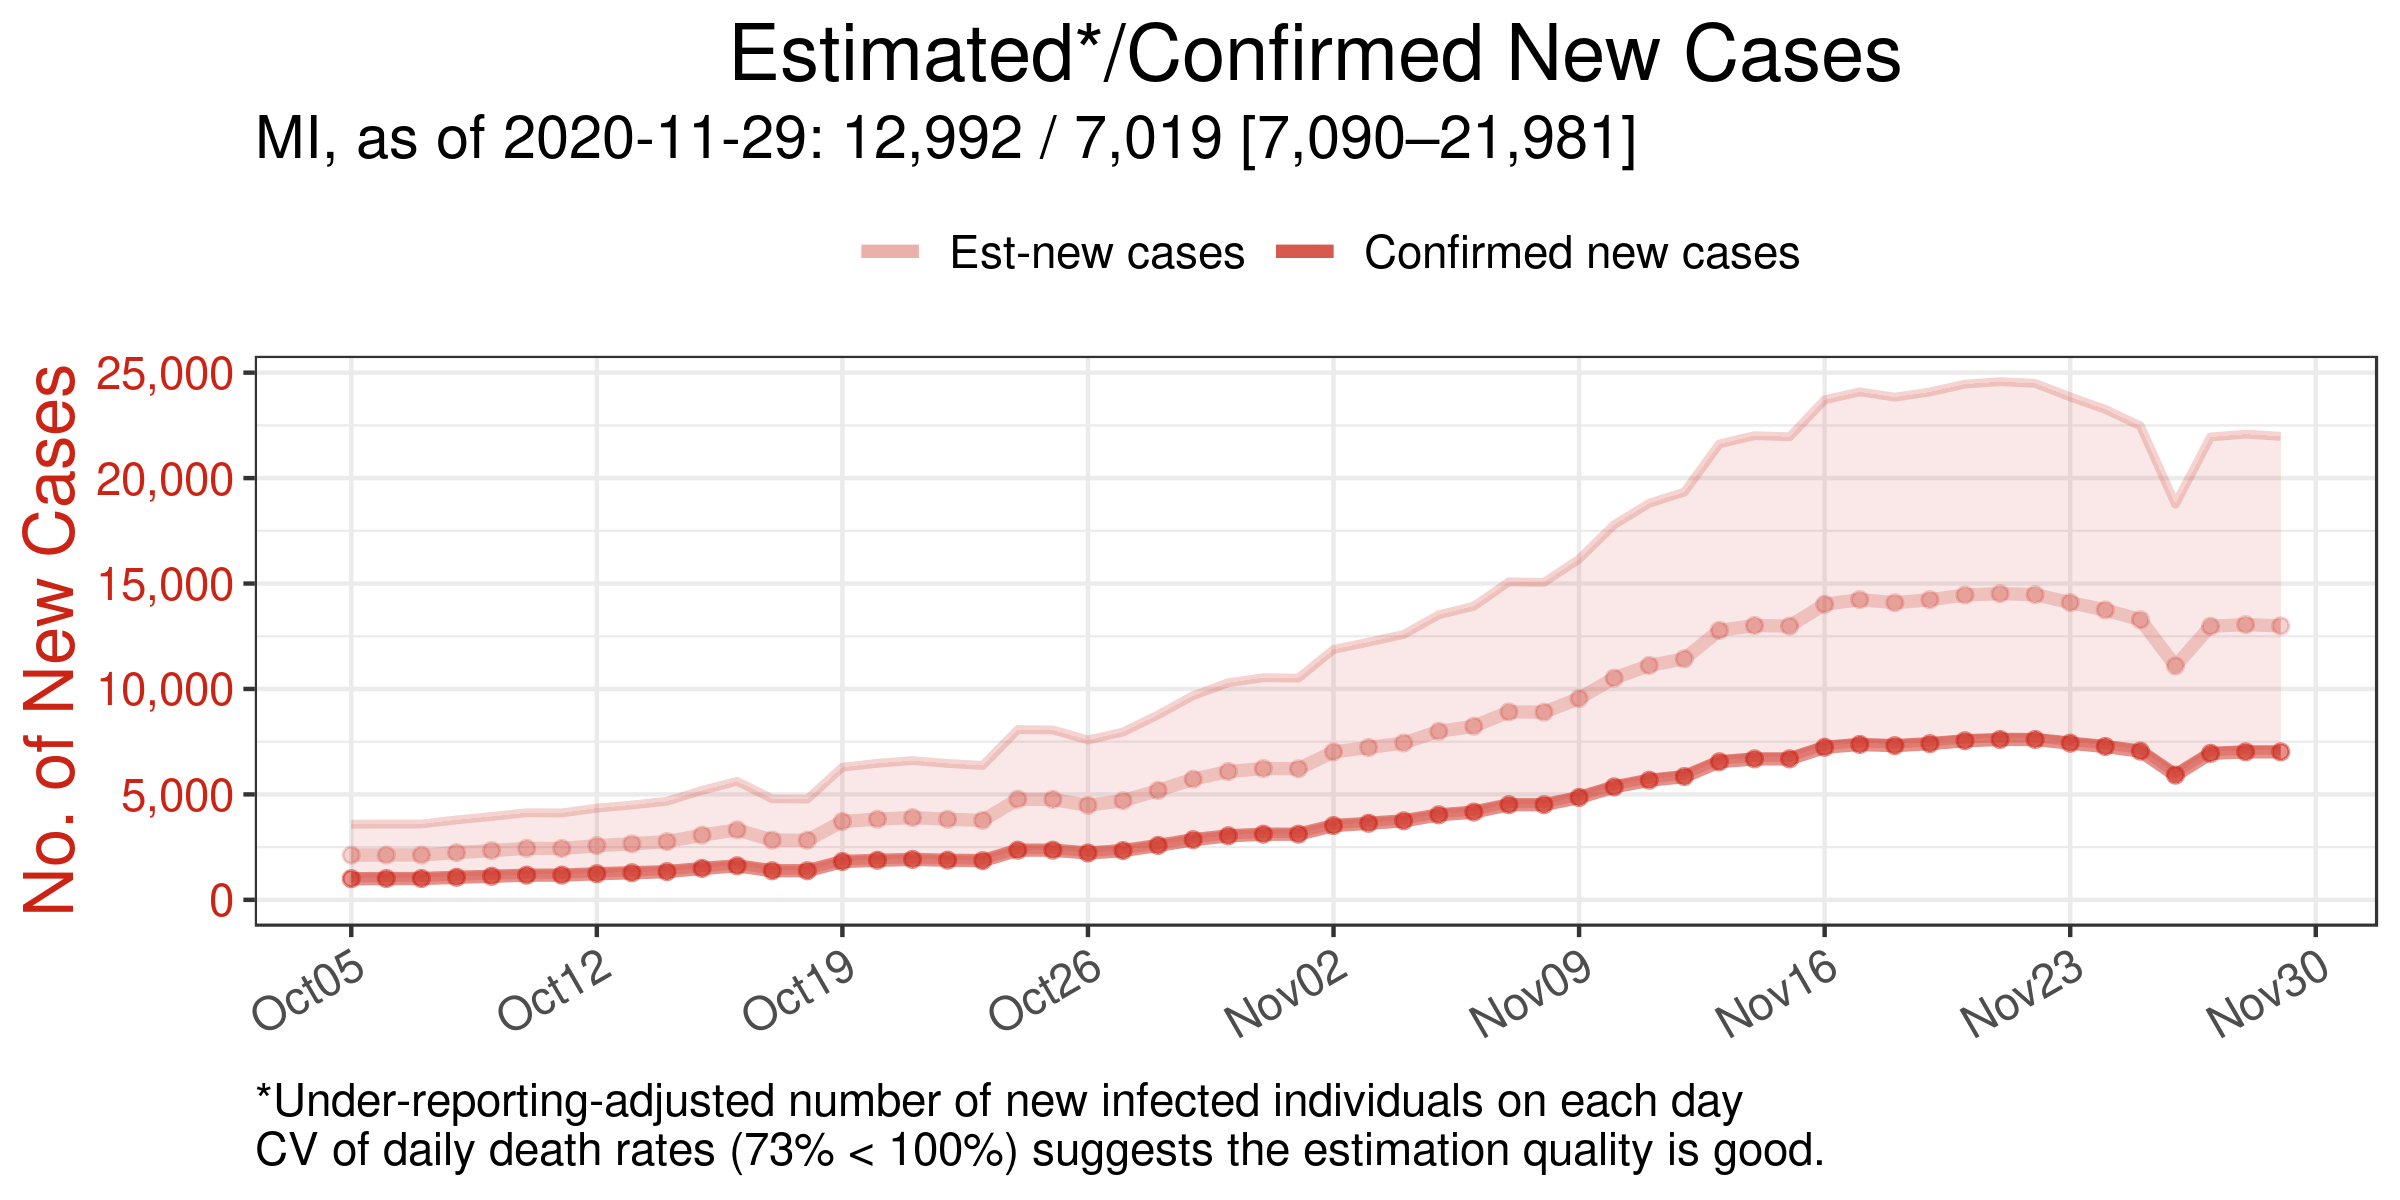 Estimated*/Confirmed New Cases
MI, as of 2020-11-29: 12,992 / 7,019 [7,090–21,981]
Est-new cases Confirmed new cases
No. of New Cases
25,000
20,000
15,000
10,000
5,000
0
Oct05 Oct12 Oct19 Oct26 Nov02 Nov09 Nov16 Nov23 Nov30
*Under-reporting-adjusted number of new infected individuals on each day
CV of daily death rates (73% < 100%) suggests the estimation quality is good.